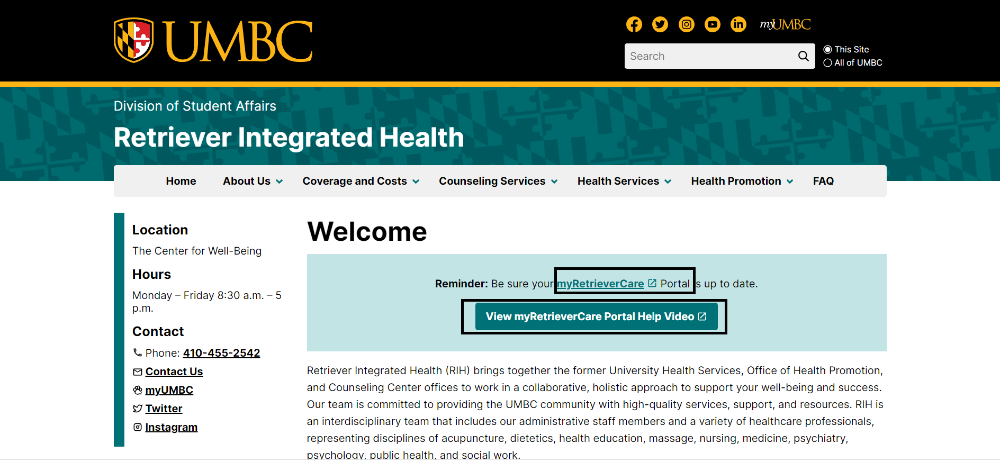 UMBC
myUMBC
Search
This Site
All of UMBC
Division of Student Affairs
Retriever Integrated Health
Home About Us Coverage and Costs Counseling Services Health Services Health Promotion FAQ
Location
The Center for Well-Being
Hours
Monday – Friday 8:30 a.m. – 5
p.m.
Contact
Phone: 410-455-2542
Contact Us
myUMBC
Twitter
Instagram
Welcome
Reminder: Be sure your myRetrieverCare Portal is up to date.
View myRetrieverCare Portal Help Video
Retriever Integrated Health (RIH) brings together the former University Health Services, Office of Health Promotion,
and Counseling Center offices to work in a collaborative, holistic approach to support your well-being and success.
Our team is committed to providing the UMBC community with high-quality services, support, and resources. RIH is
an interdisciplinary team that includes our administrative staff members and a variety of healthcare professionals,
representing disciplines of acupuncture, dietetics, health education, massage, nursing, medicine, psychiatry,
psychology, public health, and social work.